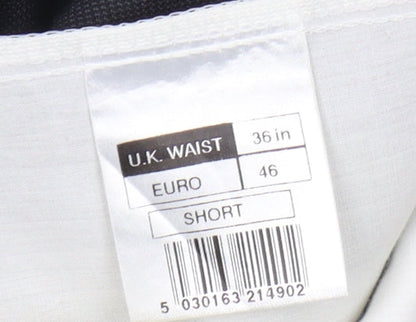 U.K. WAIST 36 in
EURO 46
SHORT
5 030163 214902